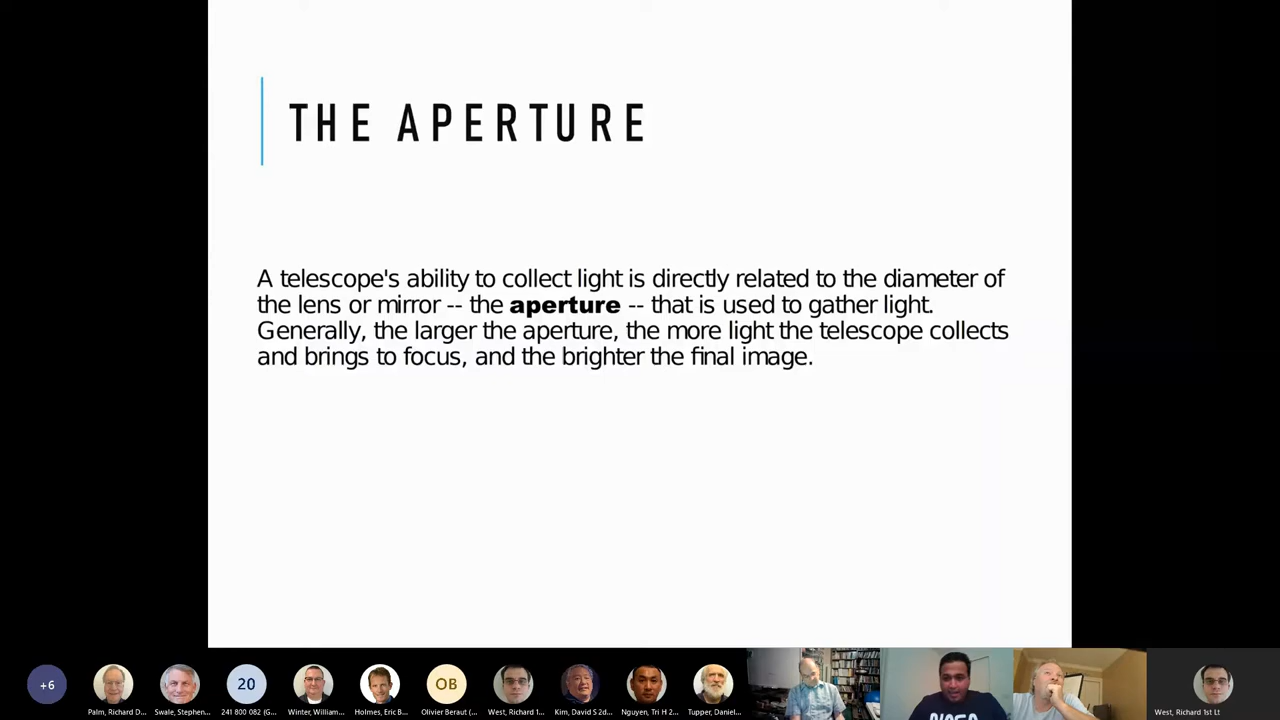 THE APERTURE
A telescope's ability to collect light is directly related to the diameter of
the lens or mirror -- the aperture -- that is used to gather light.
Generally, the larger the aperture, the more light the telescope collects
and brings to focus, and the brighter the final image.
+6
20
OB
Palm, Richard D...
Swale, Stephen...
241 800 082 (G...
Winter, William...
Holmes, Eric B...
Olivier Beraut (...
West, Richard 1...
Kim, David S 2d...
Nguyen, Tri H 2...
Tupper, Daniel...
West, Richard 1st Lt